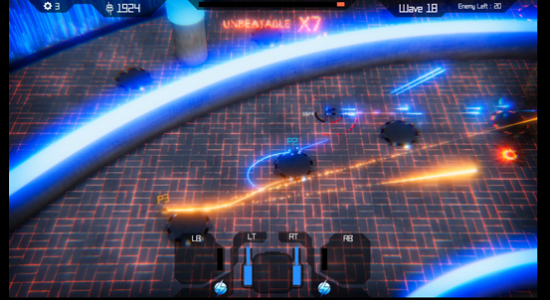 3
1924
Wave 18
Enemy Left : 20
UNBEATABLE X7
P2
P3
LB
LT
RT
RB